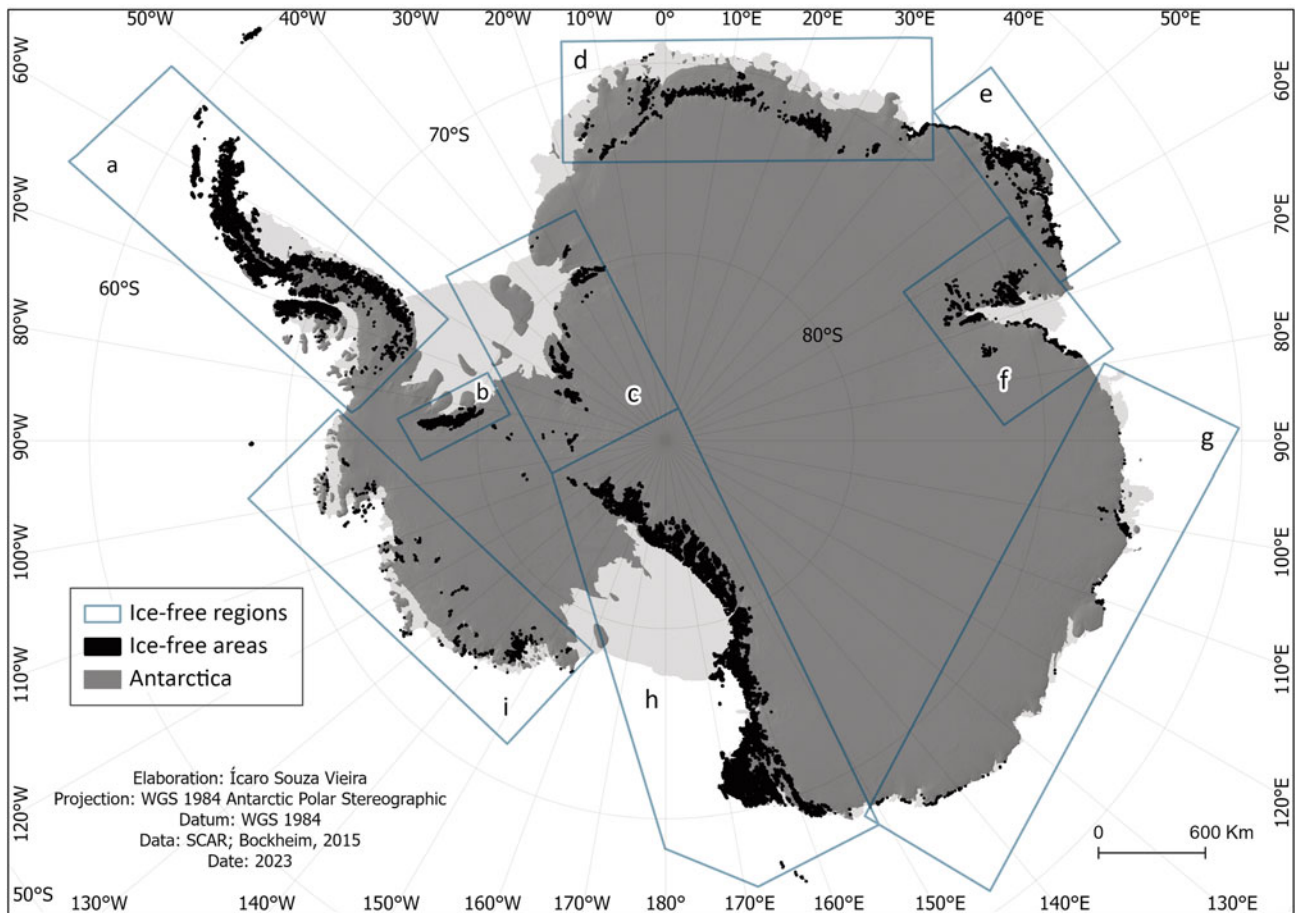 50°W 40°W 30°W 20°W 10°W 0° 10°E 20°E 30°E 40°E 50°E
60°W
60°E
d
e
70°S
a
70°W
70°E
60°S
80°W
80°E
80°S
b
c
f
90°W
g
90°E
100°W
100°E
Ice-free regions
Ice-free areas
Antarctica
110°W
110°E
h
i
Elaboration: Ícaro Souza Vieira
Projection: WGS 1984 Antarctic Polar Stereographic
Datum: WGS 1984
Data: SCAR; Bockheim, 2015
Date: 2023
120°W
120°E
0 600 Km
50°S
130°W 140°W 150°W 160°W 170°W 180° 170°E 160°E 150°E 140°E 130°E